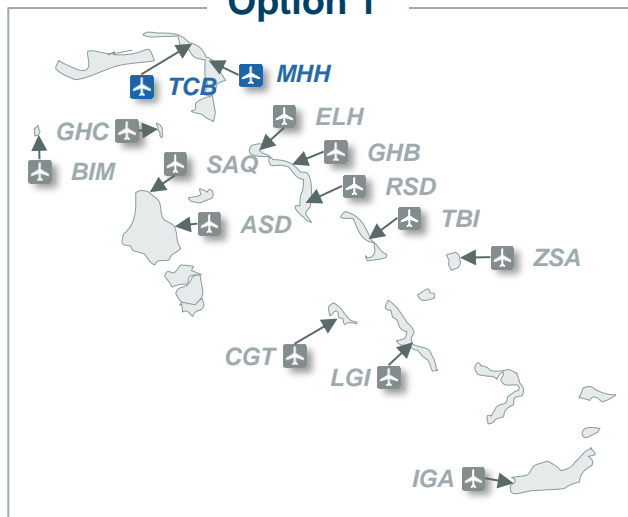 Option 1
MHH
TCB
ELH
GHC
GHB
SAQ
BIM
RSD
TBI
ASD
ZSA
CGT
LGI
IGA